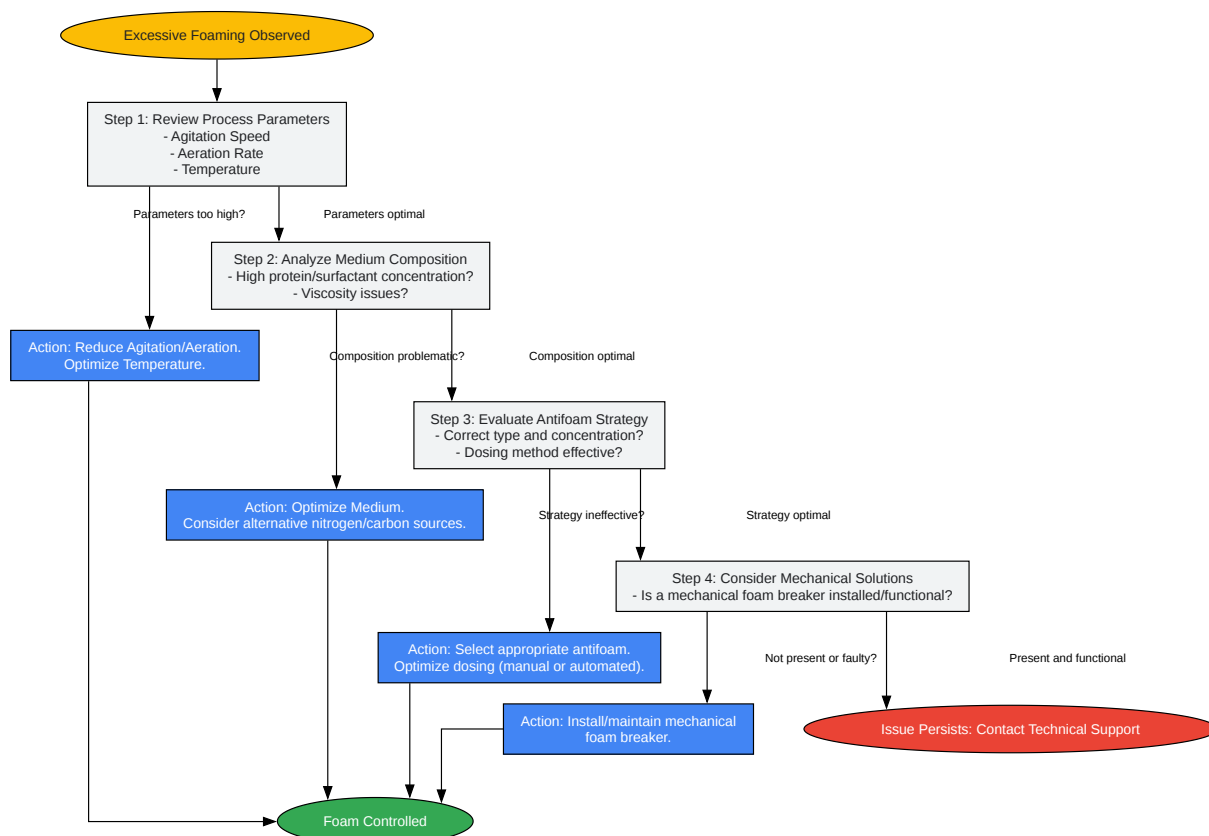 Excessive Foaming Observed
Step 1: Review Process Parameters
- Agitation Speed
- Aeration Rate
- Temperature
Parameters too high?
Parameters optimal
Step 2: Analyze Medium Composition
- High protein/surfactant concentration?
- Viscosity issues?
Action: Reduce Agitation/Aeration.
Optimize Temperature.
Composition problematic?
Composition optimal
Step 3: Evaluate Antifoam Strategy
- Correct type and concentration?
- Dosing method effective?
Action: Optimize Medium.
Consider alternative nitrogen/carbon sources.
Strategy ineffective?
Strategy optimal
Step 4: Consider Mechanical Solutions
- Is a mechanical foam breaker installed/functional?
Action: Select appropriate antifoam.
Optimize dosing (manual or automated).
Not present or faulty?
Present and functional
Action: Install/maintain mechanical
foam breaker.
Issue Persists: Contact Technical Support
Foam Controlled